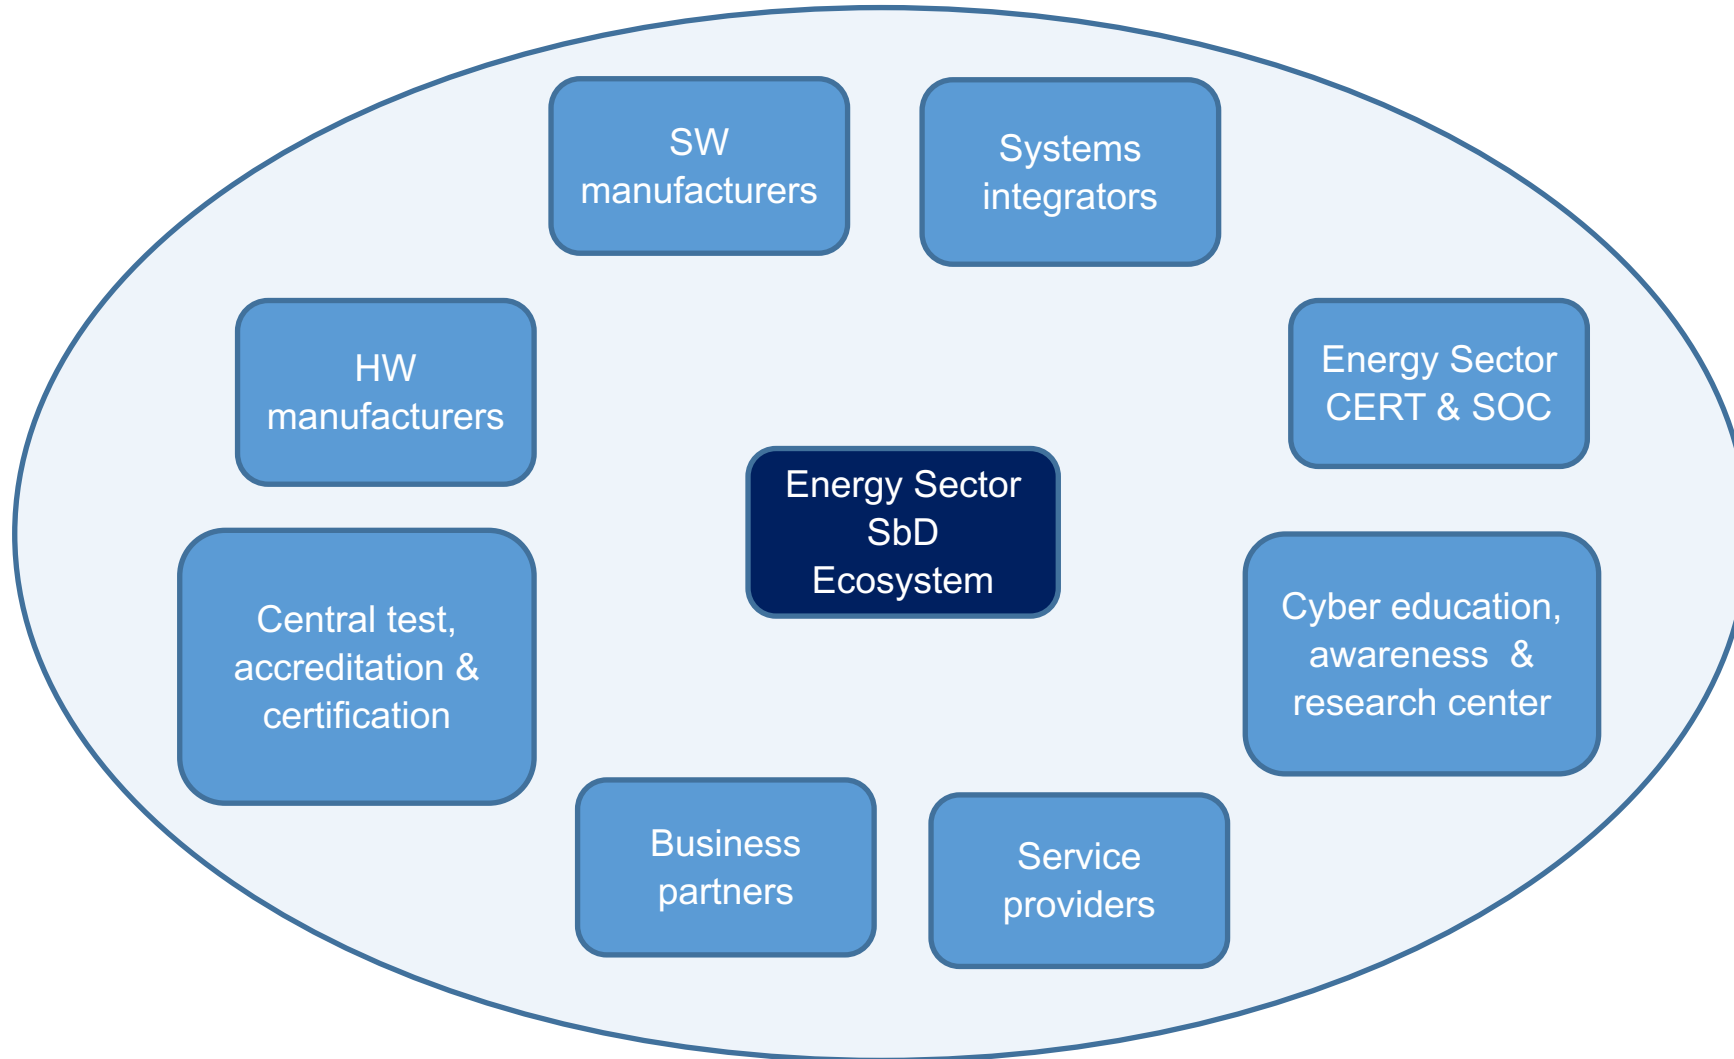 SW
manufacturers
Systems
integrators
HW
manufacturers
Energy Sector
CERT & SOC
Energy Sector
SbD
Ecosystem
Central test,
accreditation &
certification
Cyber education,
awareness  &
research center
Business
partners
Service
providers